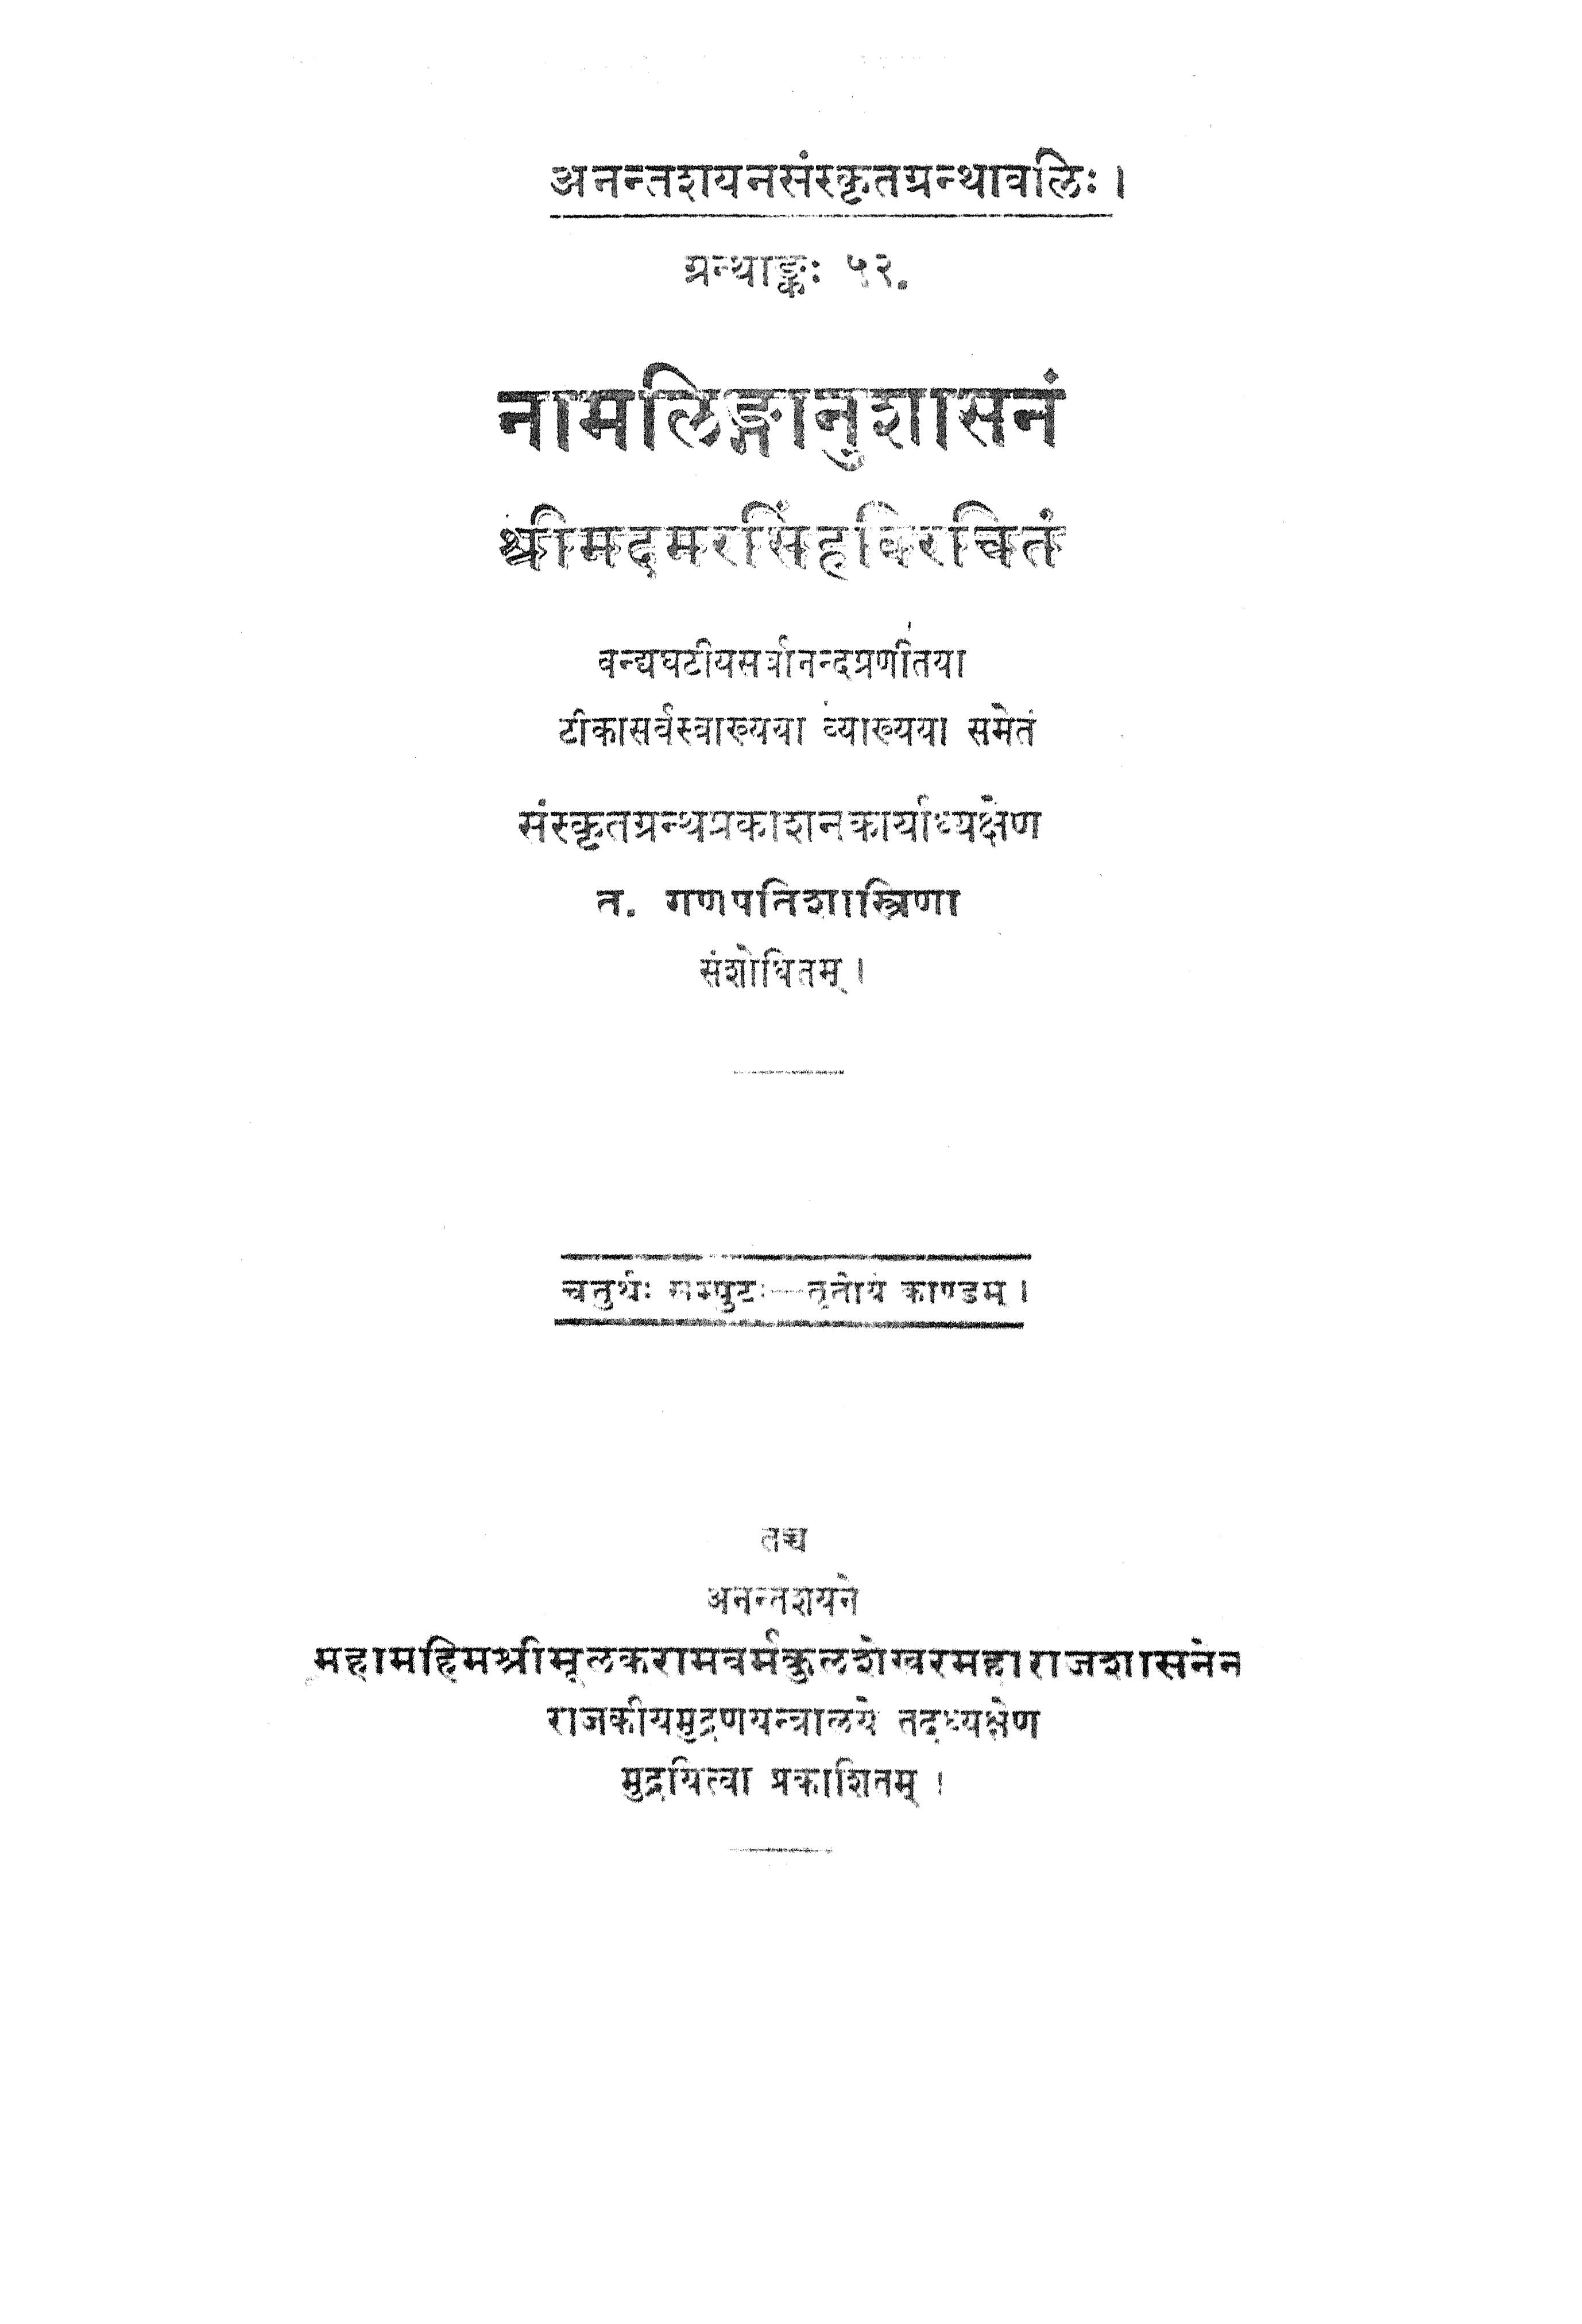 अनन्तशयनसंस्कृतग्रन्थावलिः।
ग्रन्थाङ्कः ५२.
नामलिङ्गानुशासनं
श्रीमदमरसिंहविरचितं
वन्द्यघटीयसर्वानन्दप्रणीतया
टीकासर्वस्वाख्यया व्याख्यया समेतं
संस्कृतग्रन्थप्रकाशनकार्याध्यक्षेण
त. गणपतिशास्त्रिणा
संशोधितम्।
चतुर्थः सम्पुटः—तृतीयं काण्डम्।
तच्च
अनन्तशयने
महामहिमश्रीमूलकरामवर्मकुलशेखरमहाराजशासनेन
राजकीयमुद्रणयन्त्रालये तदध्यक्षेण
मुद्रयित्वा प्रकाशितम्।